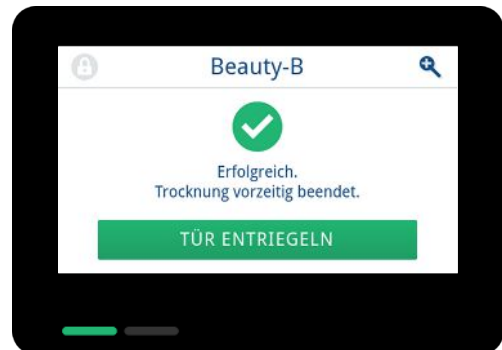 Beauty-B
Erfolgreich.
Trocknung vorzeitig beendet.
TÜR ENTRIEGELN